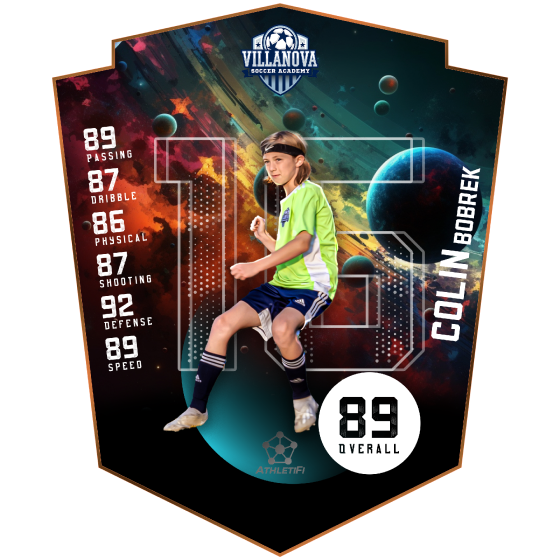 VILLANOVA
SOCCER ACADEMY
89
PASSING
87
DRIBBLE
86
PHYSICAL
87
SHOOTING
92
DEFENSE
89
SPEED
15
COLIN BOBREK
89
OVERALL
ATHLETIFI